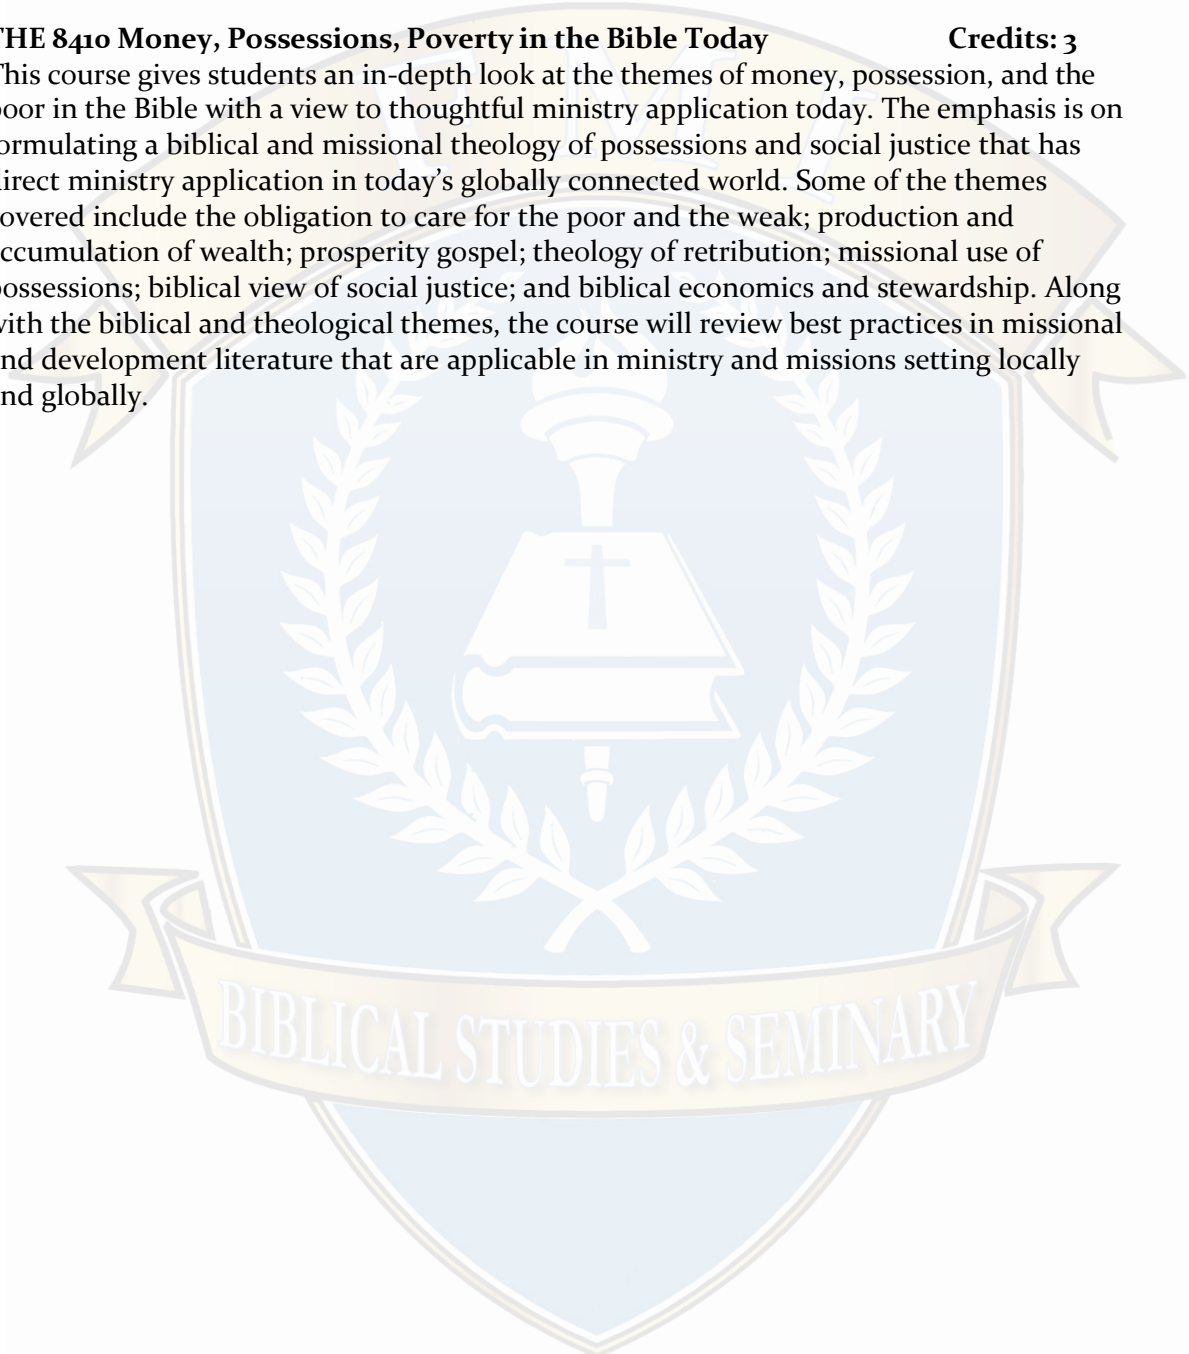 THE 8410 Money, Possessions, Poverty in the Bible Today Credits: 3
This course gives students an in-depth look at the themes of money, possession, and the
poor in the Bible with a view to thoughtful ministry application today. The emphasis is on
ormulating a biblical and missional theology of possessions and social justice that has
direct ministry application in today's globally connected world. Some of the themes
overed include the obligation to care for the poor and the weak; production and
ccumulation of wealth; prosperity gospel; theology of retribution; missional use of
possessions; biblical view of social justice; and biblical economics and stewardship. Along
with the biblical and theological themes, the course will review best practices in missional
nd development literature that are applicable in ministry and missions setting locally
nd globally.
F M I
BIBLICAL STUDIES & SEMINARY